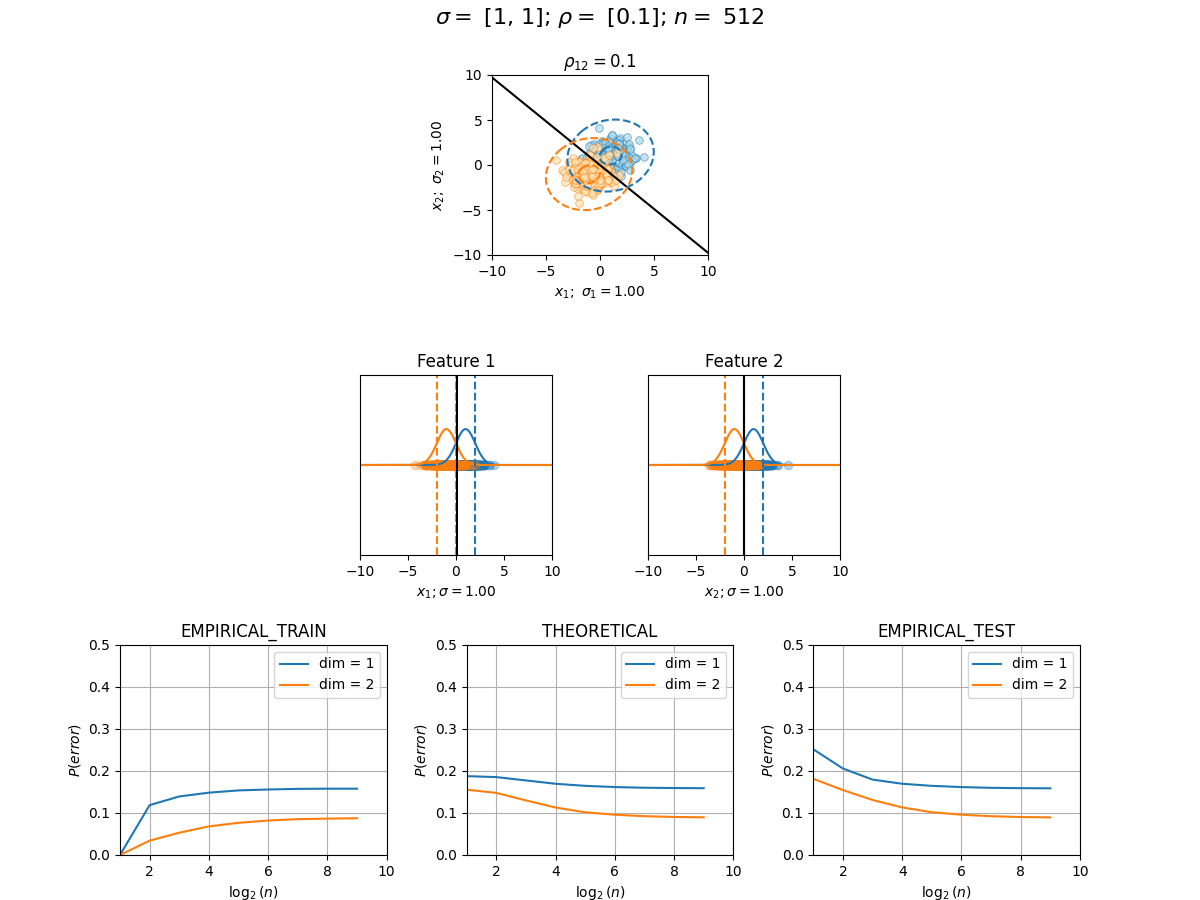 σ = [1, 1]; ρ = [0.1]; n = 512
ρ₁₂ = 0.1
10
5
0
−5
−10
x₂; σ₂ = 1.00
−10 −5 0 5 10
x₁; σ₁ = 1.00
Feature 1
−10 −5 0 5 10
x₁; σ = 1.00
Feature 2
−10 −5 0 5 10
x₂; σ = 1.00
EMPIRICAL_TRAIN
0.5
0.4
0.3
0.2
0.1
0.0
P(error)
dim = 1
dim = 2
2 4 6 8 10
log₂(n)
THEORETICAL
0.5
0.4
0.3
0.2
0.1
0.0
P(error)
dim = 1
dim = 2
2 4 6 8 10
log₂(n)
EMPIRICAL_TEST
0.5
0.4
0.3
0.2
0.1
0.0
P(error)
dim = 1
dim = 2
2 4 6 8 10
log₂(n)